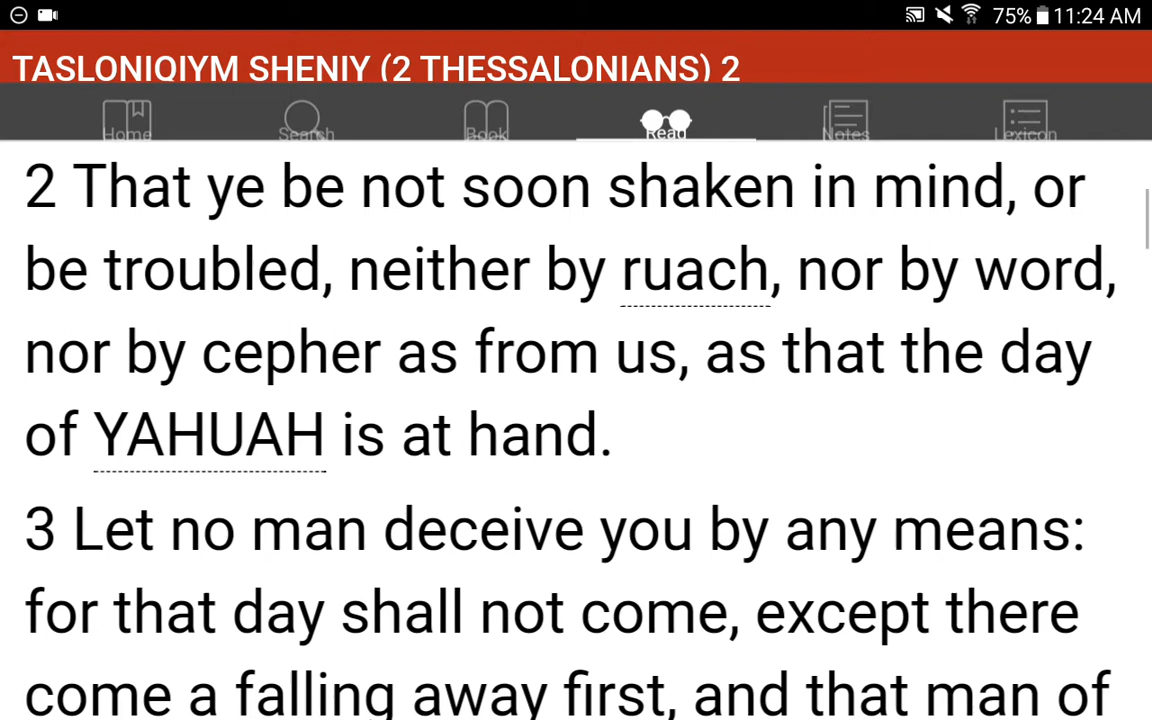 75% 11:24 AM
TASLONIQIYM SHENIY (2 THESSALONIANS) 2
Home Search Book Read Notes Lexicon
2 That ye be not soon shaken in mind, or
be troubled, neither by ruach, nor by word,
nor by cepher as from us, as that the day
of YAHUAH is at hand.
3 Let no man deceive you by any means:
for that day shall not come, except there
come a falling away first, and that man of